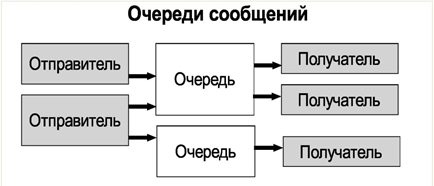 Очереди сообщений
Отправитель
Очередь
Получатель
Отправитель
Получатель
Очередь
Получатель